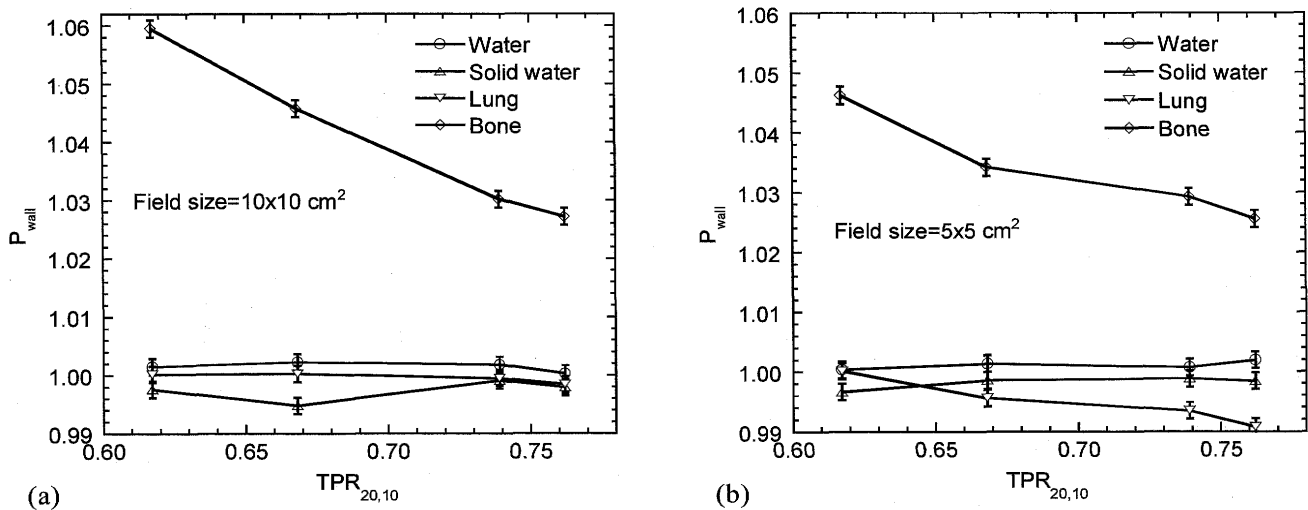 1.06
1.05
1.04
1.03
1.02
1.01
1.00
0.99
P_wall
Water
Solid water
Lung
Bone
Field size=10x10 cm²
0.60
0.65
0.70
0.75
TPR_20,10
(a)
1.06
1.05
1.04
1.03
1.02
1.01
1.00
0.99
P_wall
Water
Solid water
Lung
Bone
Field size=5x5 cm²
0.60
0.65
0.70
0.75
TPR_20,10
(b)